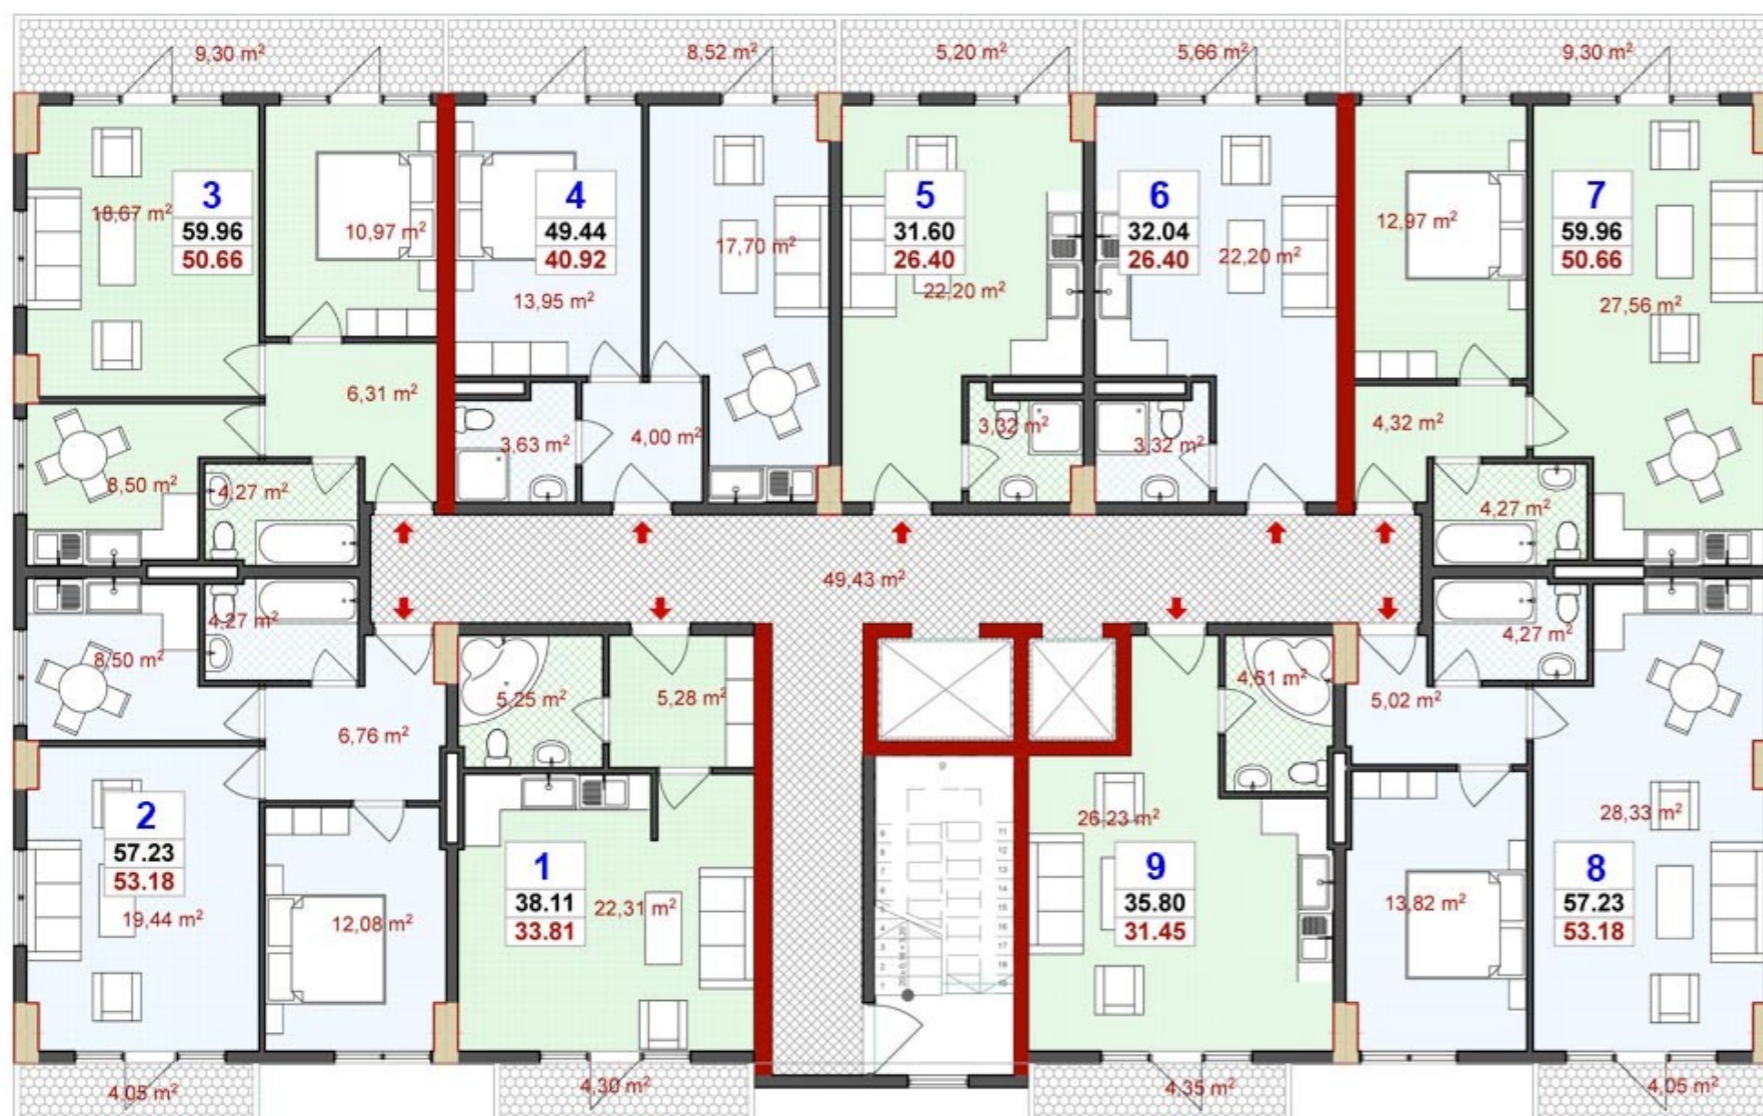 9,30 m²
8,52 m²
5,20 m²
5,66 m²
9,30 m²
3
59.96
50.66
18,67 m²
10,97 m²
4
49.44
40.92
13,95 m²
17,70 m²
5
31.60
26.40
22,20 m²
6
32.04
26.40
22,20 m²
12,97 m²
7
59.96
50.66
27,56 m²
6,31 m²
3,63 m²
4,00 m²
3,32 m²
3,32 m²
4,32 m²
8,50 m²
4,27 m²
4,27 m²
49,43 m²
4,27 m²
8,50 m²
4,27 m²
6,76 m²
5,25 m²
5,28 m²
4,61 m²
5,02 m²
2
57.23
53.18
19,44 m²
12,08 m²
1
38.11
33.81
22,31 m²
26,23 m²
9
35.80
31.45
13,82 m²
28,33 m²
8
57.23
53.18
4,05 m²
4,30 m²
4,35 m²
4,05 m²